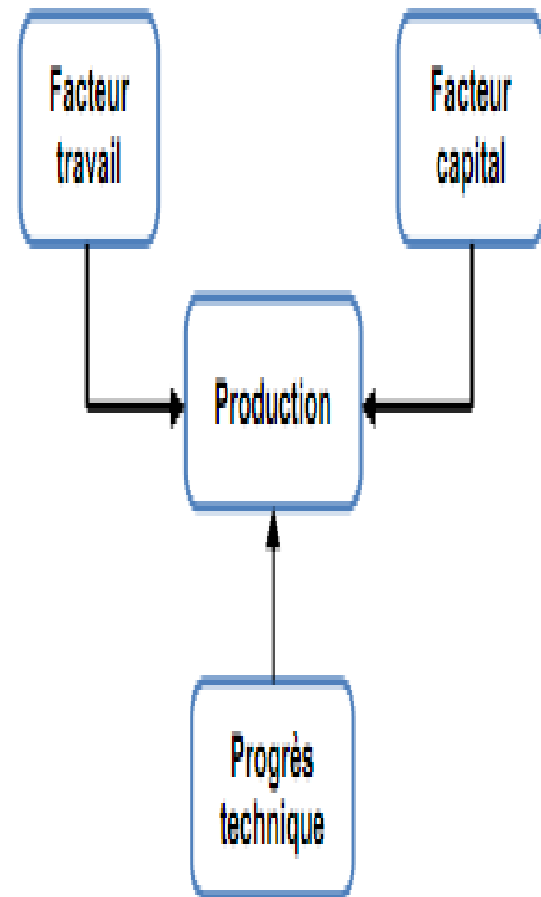 Facteur
travail
Facteur
capital
Production
Progrès
technique